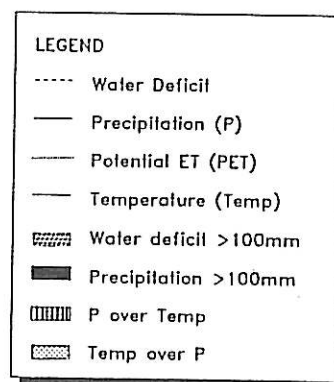 LEGEND
Water Deficit
Precipitation (P)
Potential ET (PET)
Temperature (Temp)
Water deficit >100mm
Precipitation >100mm
P over Temp
Temp over P